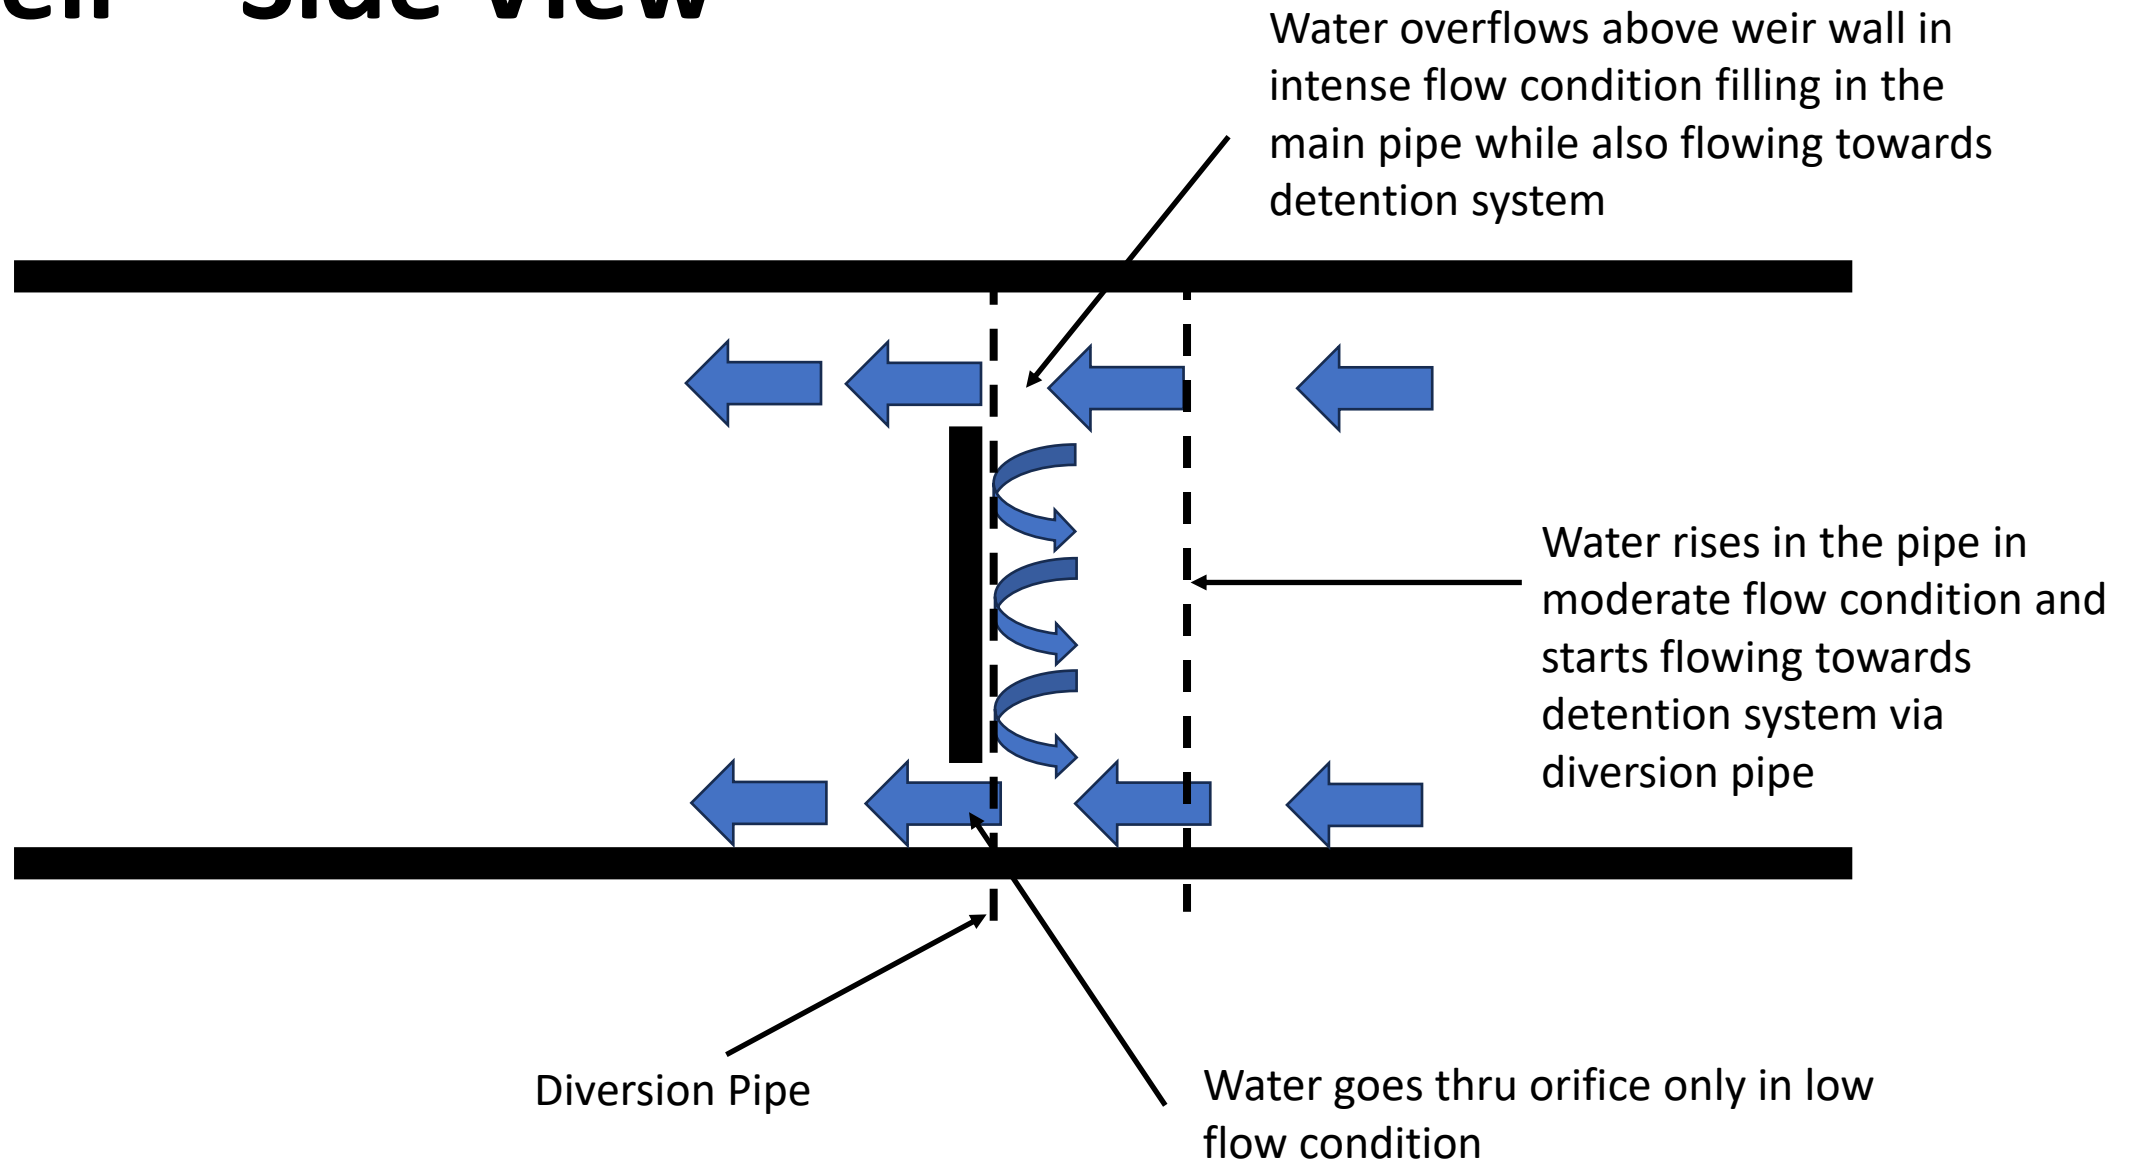 Side View
Water overflows above weir wall in
intense flow condition filling in the
main pipe while also flowing towards
detention system
Water rises in the pipe in
moderate flow condition and
starts flowing towards
detention system via
diversion pipe
Diversion Pipe
Water goes thru orifice only in low
flow condition